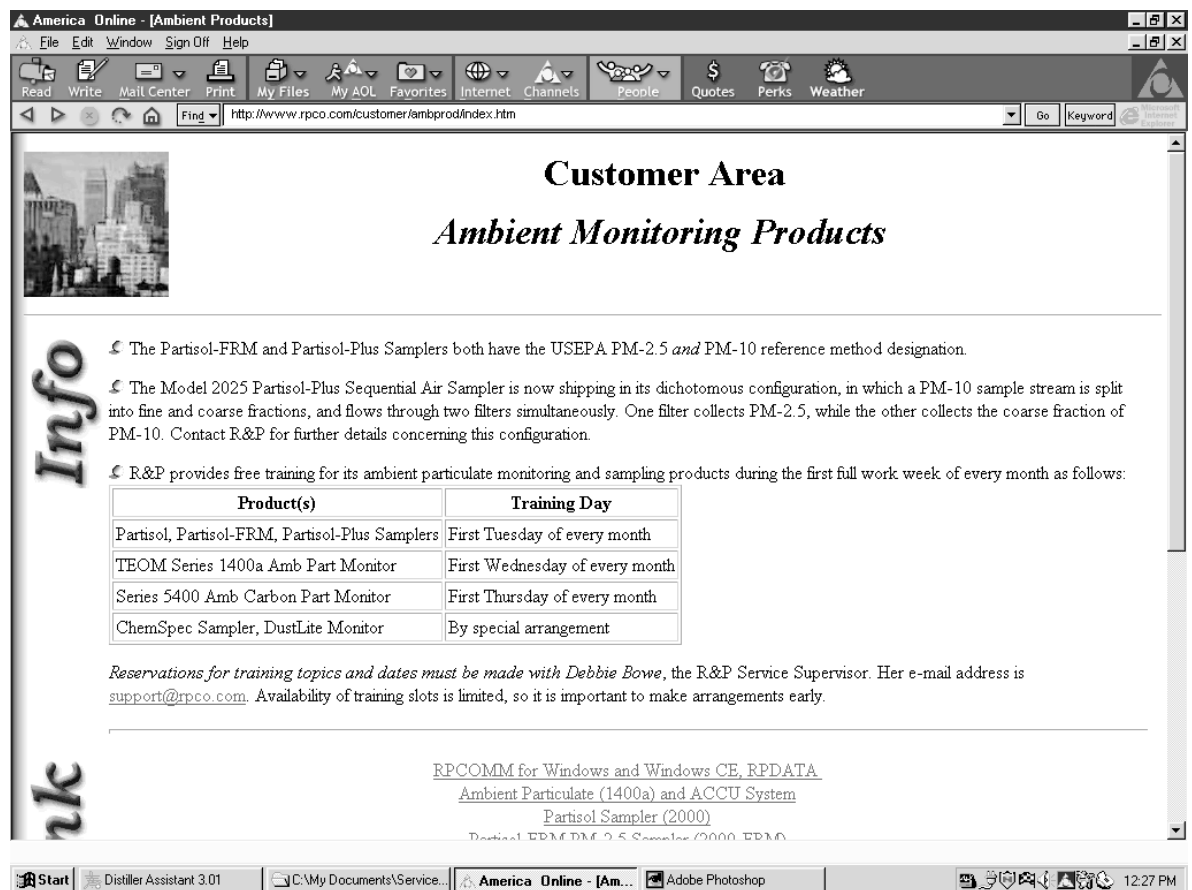 America Online - [Ambient Products]
File Edit Window Sign Off Help
Read Write Mail Center Print My Files My AOL Favorites Internet Channels People Quotes Perks Weather
Find http://www.rpco.com/customer/ambprod/index.htm Go Keyword Microsoft
Internet
Explorer
Customer Area
Ambient Monitoring Products
Info
The Partisol-FRM and Partisol-Plus Samplers both have the USEPA PM-2.5 and PM-10 reference method designation.
The Model 2025 Partisol-Plus Sequential Air Sampler is now shipping in its dichotomous configuration, in which a PM-10 sample stream is split
into fine and coarse fractions, and flows through two filters simultaneously. One filter collects PM-2.5, while the other collects the coarse fraction of
PM-10. Contact R&P for further details concerning this configuration.
R&P provides free training for its ambient particulate monitoring and sampling products during the first full work week of every month as follows:
Product(s) Training Day
Partisol, Partisol-FRM, Partisol-Plus Samplers First Tuesday of every month
TEOM Series 1400a Amb Part Monitor First Wednesday of every month
Series 5400 Amb Carbon Part Monitor First Thursday of every month
ChemSpec Sampler, DustLite Monitor By special arrangement
Reservations for training topics and dates must be made with Debbie Bowe, the R&P Service Supervisor. Her e-mail address is
support@rpco.com. Availability of training slots is limited, so it is important to make arrangements early.
RPCOMM for Windows and Windows CE, RPDATA
Ambient Particulate (1400a) and ACCU System
Partisol Sampler (2000)
Partisol-FRM PM-2.5 Sampler (2000-FRM)
Start Distiller Assistant 3.01 C:\My Documents\Service... America Online - [Am... Adobe Photoshop 12:27 PM